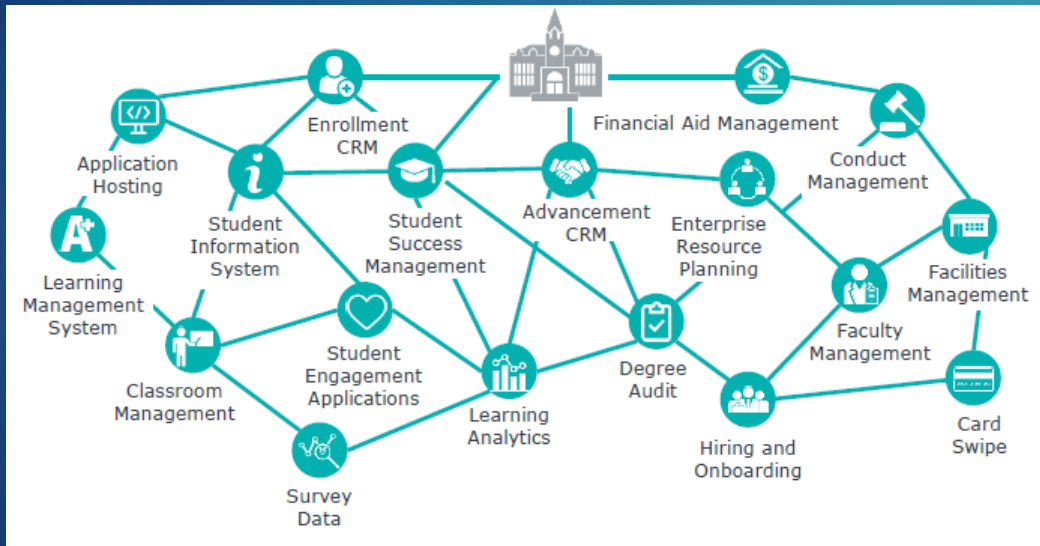 Enrollment
CRM
Financial Aid Management
Application
Hosting
Conduct
Management
Student
Information
System
Student
Success
Management
Advancement
CRM
Enterprise
Resource
Planning
Learning
Management
System
Facilities
Management
Faculty
Management
Classroom
Management
Student
Engagement
Applications
Learning
Analytics
Degree
Audit
Hiring and
Onboarding
Card
Swipe
Survey
Data
A+